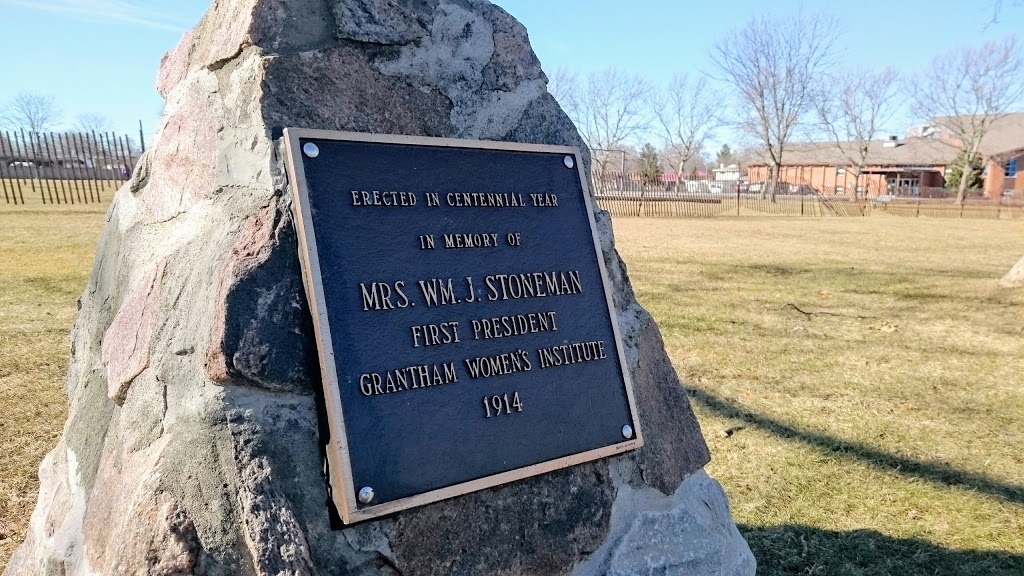 ERECTED IN CENTENNIAL YEAR
IN MEMORY OF
MRS. WM. J. STONEMAN
FIRST PRESIDENT
GRANTHAM WOMEN'S INSTITUTE
1914